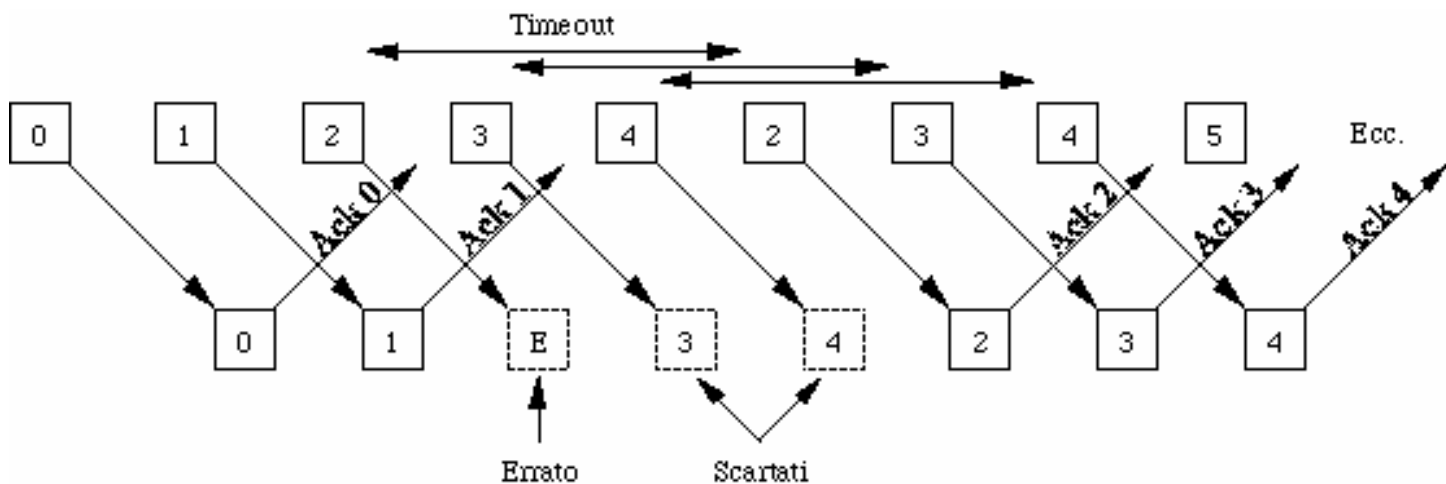 Timeout
0 1 2 3 4 2 3 4 5 Ecc.
Ack 0 Ack 1 Ack 2 Ack 3 Ack 4
0 1 E 3 4 2 3 4
Errato Scartati